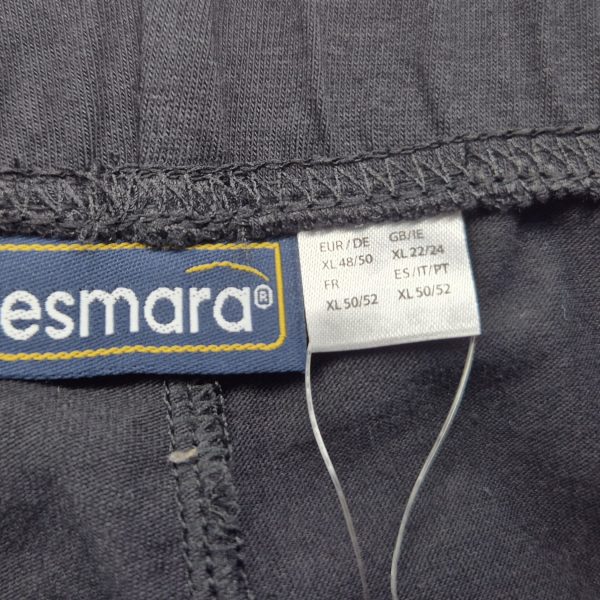 esmara®
EUR/DE GB/IE
XL 48/50 XL 22/24
FR ES/IT/PT
XL 50/52 XL 50/52